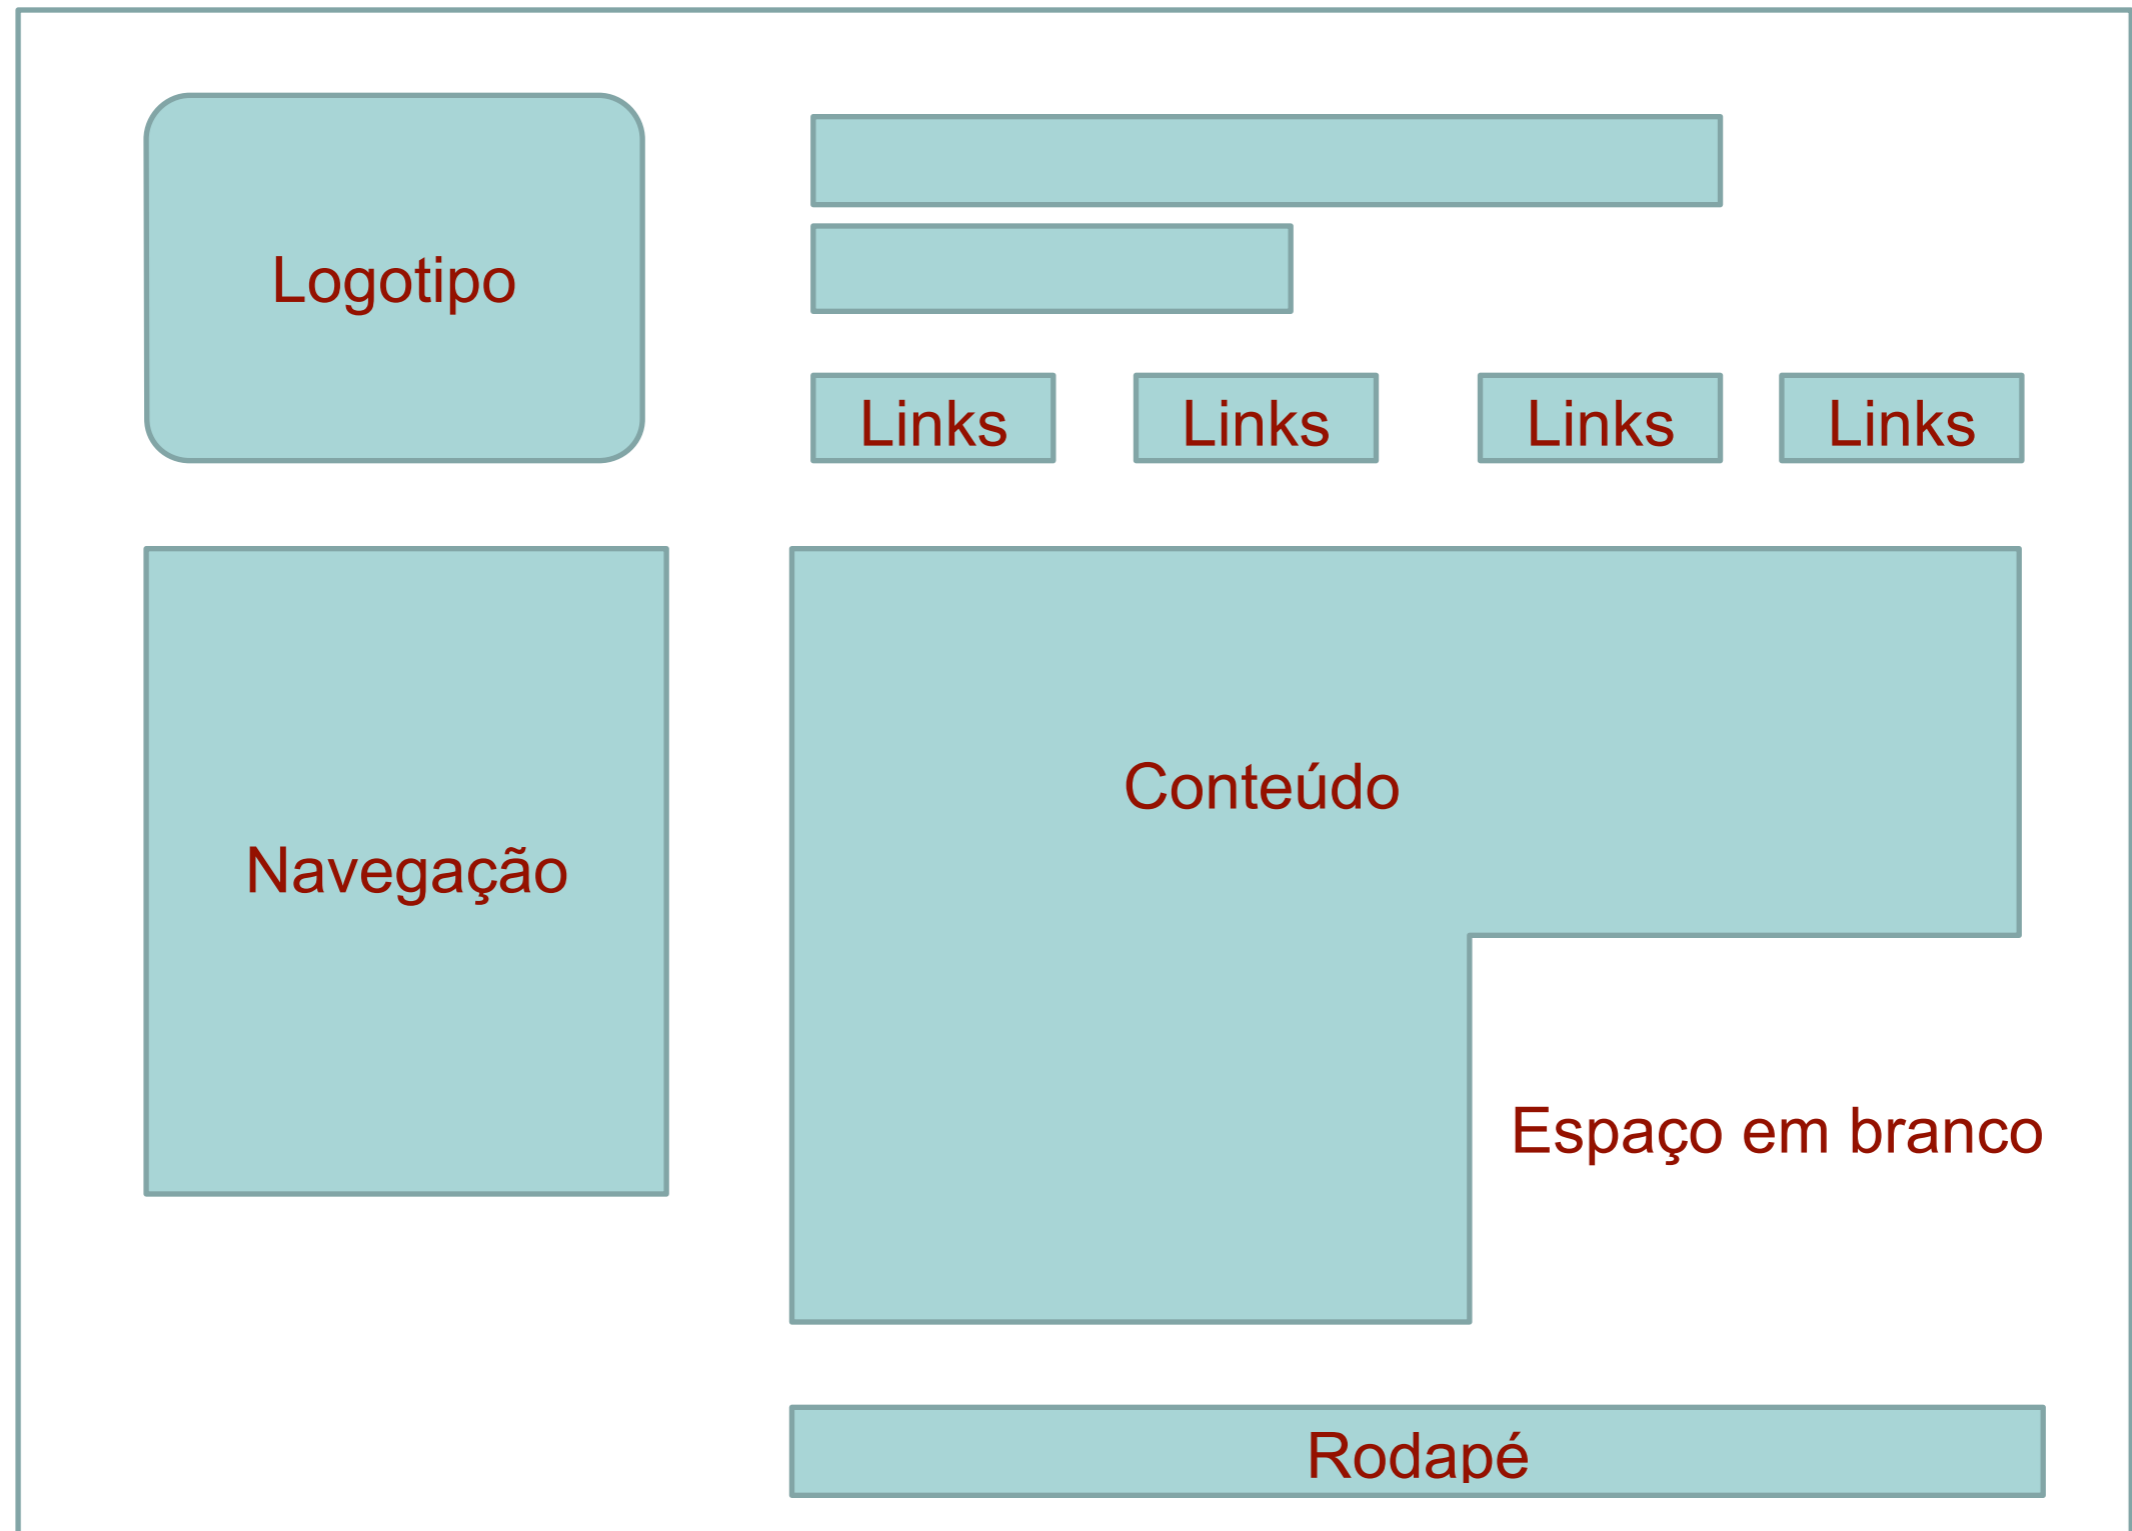 Logotipo
Links Links Links Links
Conteúdo
Navegação
Espaço em branco
Rodapé